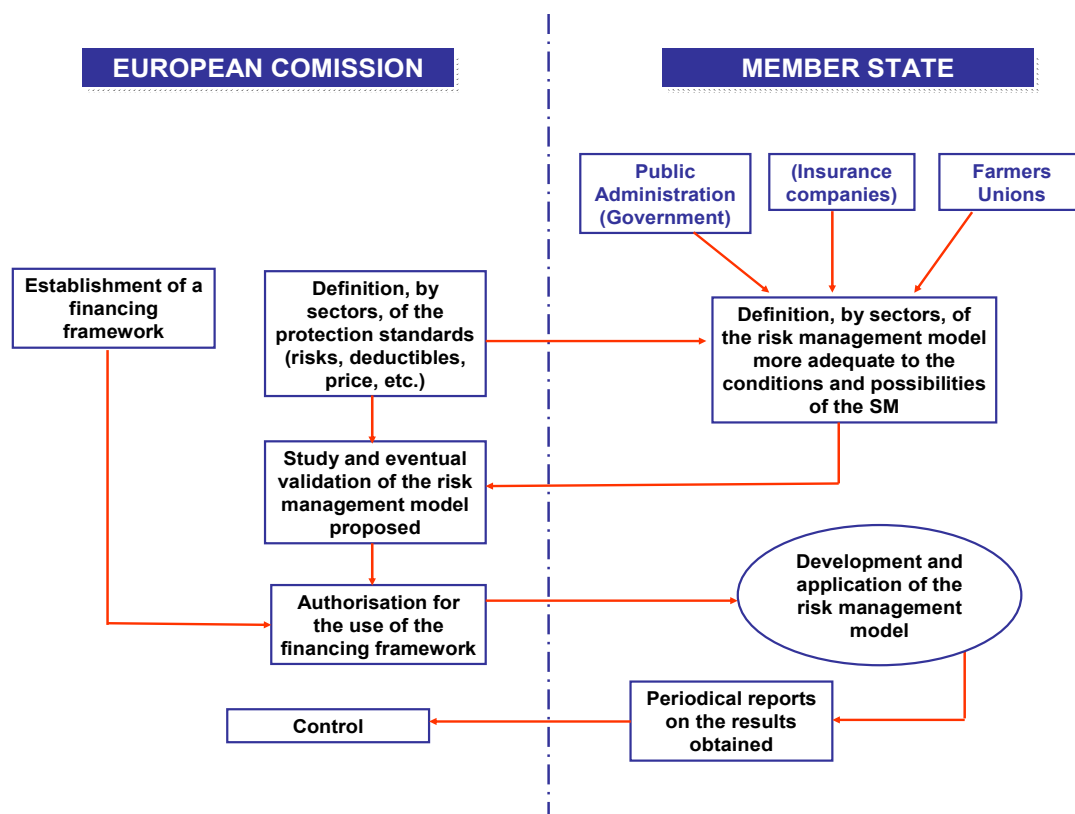 EUROPEAN COMISSION
MEMBER STATE
Public
Administration
(Government)
(Insurance
companies)
Farmers
Unions
Establishment of a
financing
framework
Definition, by
sectors, of the
protection standards
(risks, deductibles,
price, etc.)
Definition, by sectors, of
the risk management model
more adequate to the
conditions and possibilities
of the SM
Study and eventual
validation of the risk
management model
proposed
Development and
application of the
risk management
model
Authorisation for
the use of the
financing framework
Periodical reports
on the results
obtained
Control